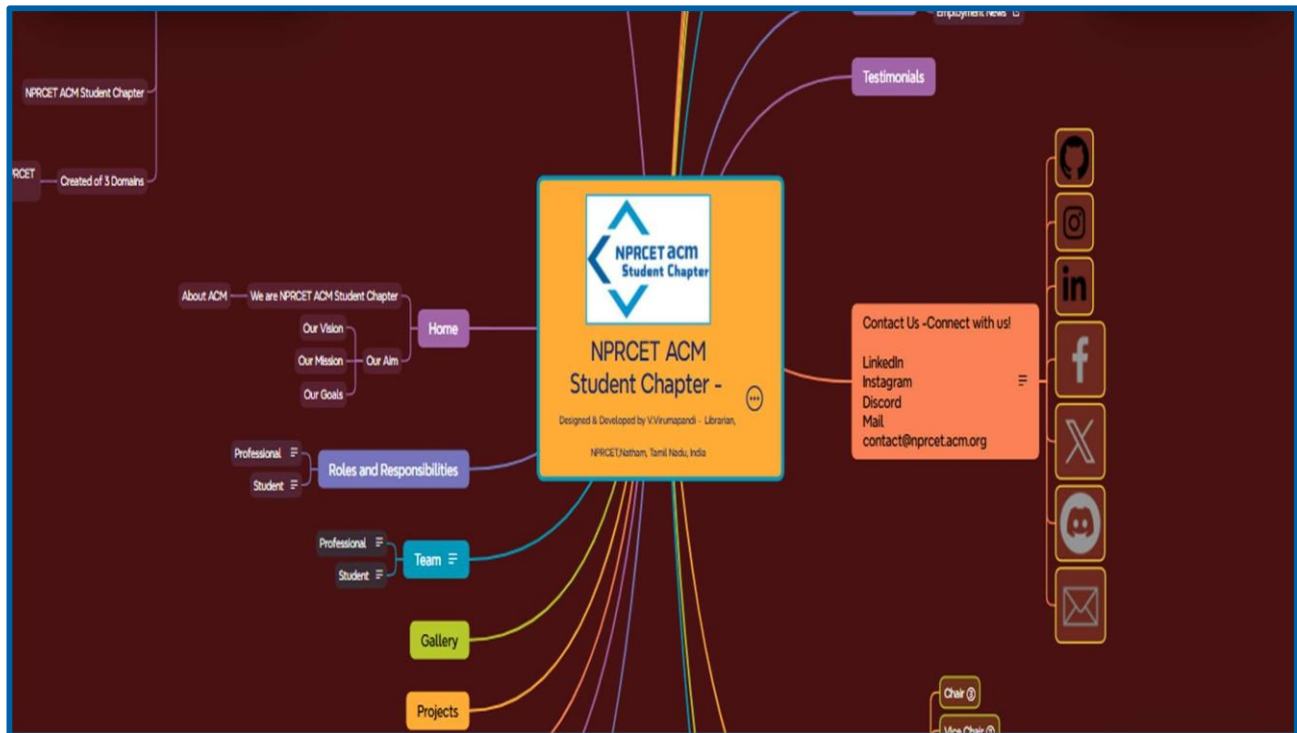 Employment News
Testimonials
NPRCET ACM Student Chapter
RCET
Created of 3 Domains
NPRCET acm
Student Chapter
NPRCET ACM
Student Chapter -
Designed & Developed by V.Virumapandi - Librarian,
NPRCET,Natham, Tamil Nadu, India
About ACM
We are NPRCET ACM Student Chapter
Home
Our Vision
Our Mission
Our Aim
Our Goals
Professional
Student
Roles and Responsibilities
Professional
Student
Team
Gallery
Projects
Contact Us -Connect with us!
LinkedIn
Instagram
Discord
Mail
contact@nprcet.acm.org
in
f
X
Chair
Vice Chair